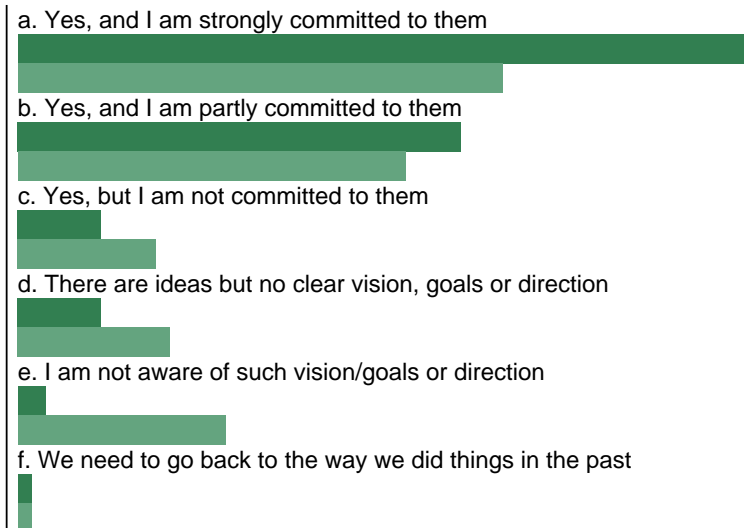 a. Yes, and I am strongly committed to them
b. Yes, and I am partly committed to them
c. Yes, but I am not committed to them
d. There are ideas but no clear vision, goals or direction
e. I am not aware of such vision/goals or direction
f. We need to go back to the way we did things in the past